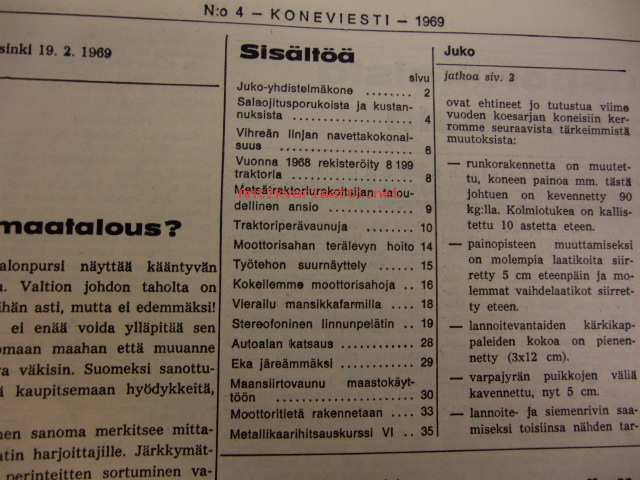 N:o 4 — KONEVIESTI — 1969
sinki 19. 2. 1969
maatalous?
alonpursi näyttää kääntyvän
a. Valtion johdon taholta on
ihän asti, mutta ei edemmäksi!
ei enää voida ylläpitää sen
omaan maahan että muuanne
va väkisin. Suomeksi sanottu-
ä kaupitsemaan hyödykkeitä,
nen sanoma merkitsee mitta-
atin harjoittajille. Järkkymät-
perinteitten sortuminen va-
Sisältöä
sivu
Juko-yhdistelmäkone ........ 2
Salaojitusporukoista ja kustan-
nuksista .................. 4
Vihreän linjan navettakokonai-
suus ...................... 6
Vuonna 1968 rekisteröity 8 199
traktoria .................. 8
Metsätraktoriurakoitsijan talou-
dellinen ansio .............. 9
Traktoriperävaunuja ........ 10
Moottorisahan terälevyn hoito 14
Työtehon suurnäyttely ...... 15
Kokeilemme moottorisahoja .. 16
Vierailu mansikkafarmilla .... 18
Stereofoninen linnunpelätin .. 19
Autoalan katsaus ............ 28
Eka järeämmäksi ............ 29
Maansiirtovaunu maastokäyt-
töön ...................... 30
Moottoritietä rakennetaan .... 33
Metallikaarihitsauskurssi VI .. 35
Juko
jatkoa siv. 2
ovat ehtineet jo tutustua viime
vuoden koesarjan koneisiin ker-
romme seuraavista tärkeimmistä
muutoksista:
— runkorakennetta on muutet-
tu, koneen painoa mm. tästä
johtuen on kevennetty 90
kg:lla. Kolmiotukea on kallis-
tettu 10 astetta eteen.
— painopisteen muuttamiseksi
on molempia laatikoita siir-
retty 5 cm eteenpäin ja mo-
lemmat vaihdelaatikot siirret-
ty eteen.
— lannoitevantaiden kärkikap-
paleiden kokoa on pienen-
netty (3x12 cm).
— varpajyrän puikkojen väliä
kavennettu, nyt 5 cm.
— lannoite- ja siemenrivin saa-
miseksi toisiinsa nähden tar-